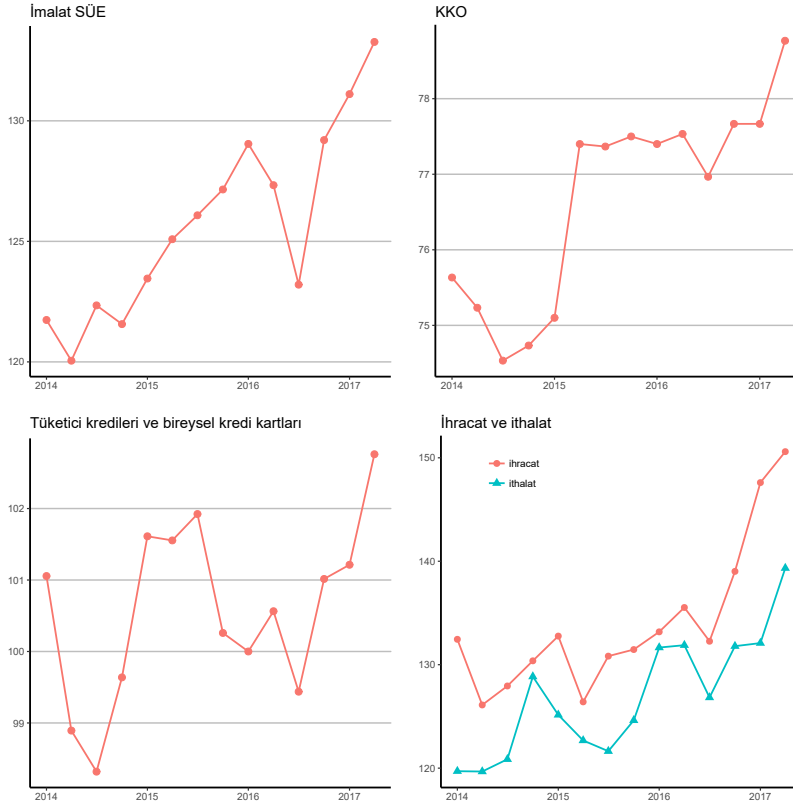 İmalat SÜE
130
125
120
2014 2015 2016 2017
KKO
78
77
76
75
2014 2015 2016 2017
Tüketici kredileri ve bireysel kredi kartları
102
101
100
99
2014 2015 2016 2017
İhracat ve ithalat
ihracat
ithalat
150
140
130
120
2014 2015 2016 2017